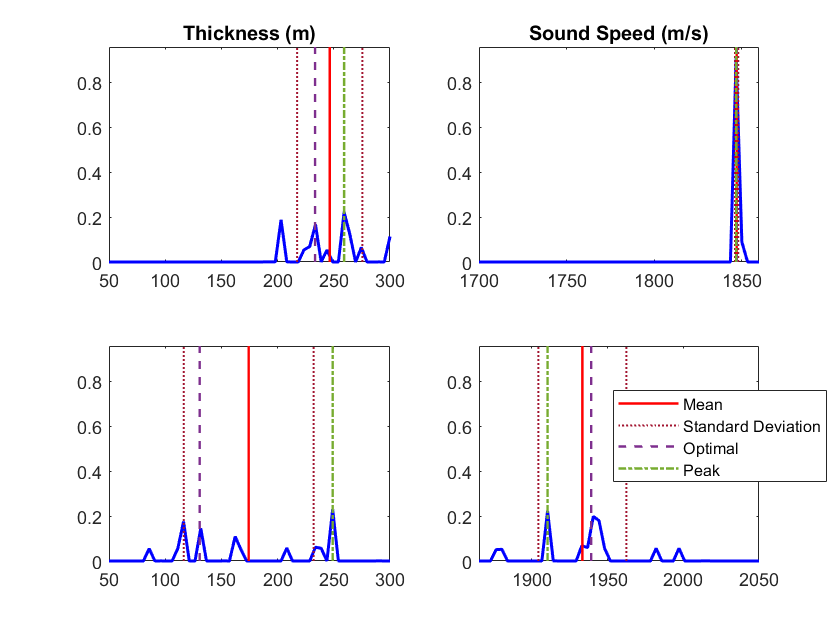 Thickness (m)
Sound Speed (m/s)
0.8
0.6
0.4
0.2
0
50 100 150 200 250 300
0.8
0.6
0.4
0.2
0
1700 1750 1800 1850
0.8
0.6
0.4
0.2
0
50 100 150 200 250 300
0.8
0.6
0.4
0.2
0
1900 1950 2000 2050
Mean
Standard Deviation
Optimal
Peak